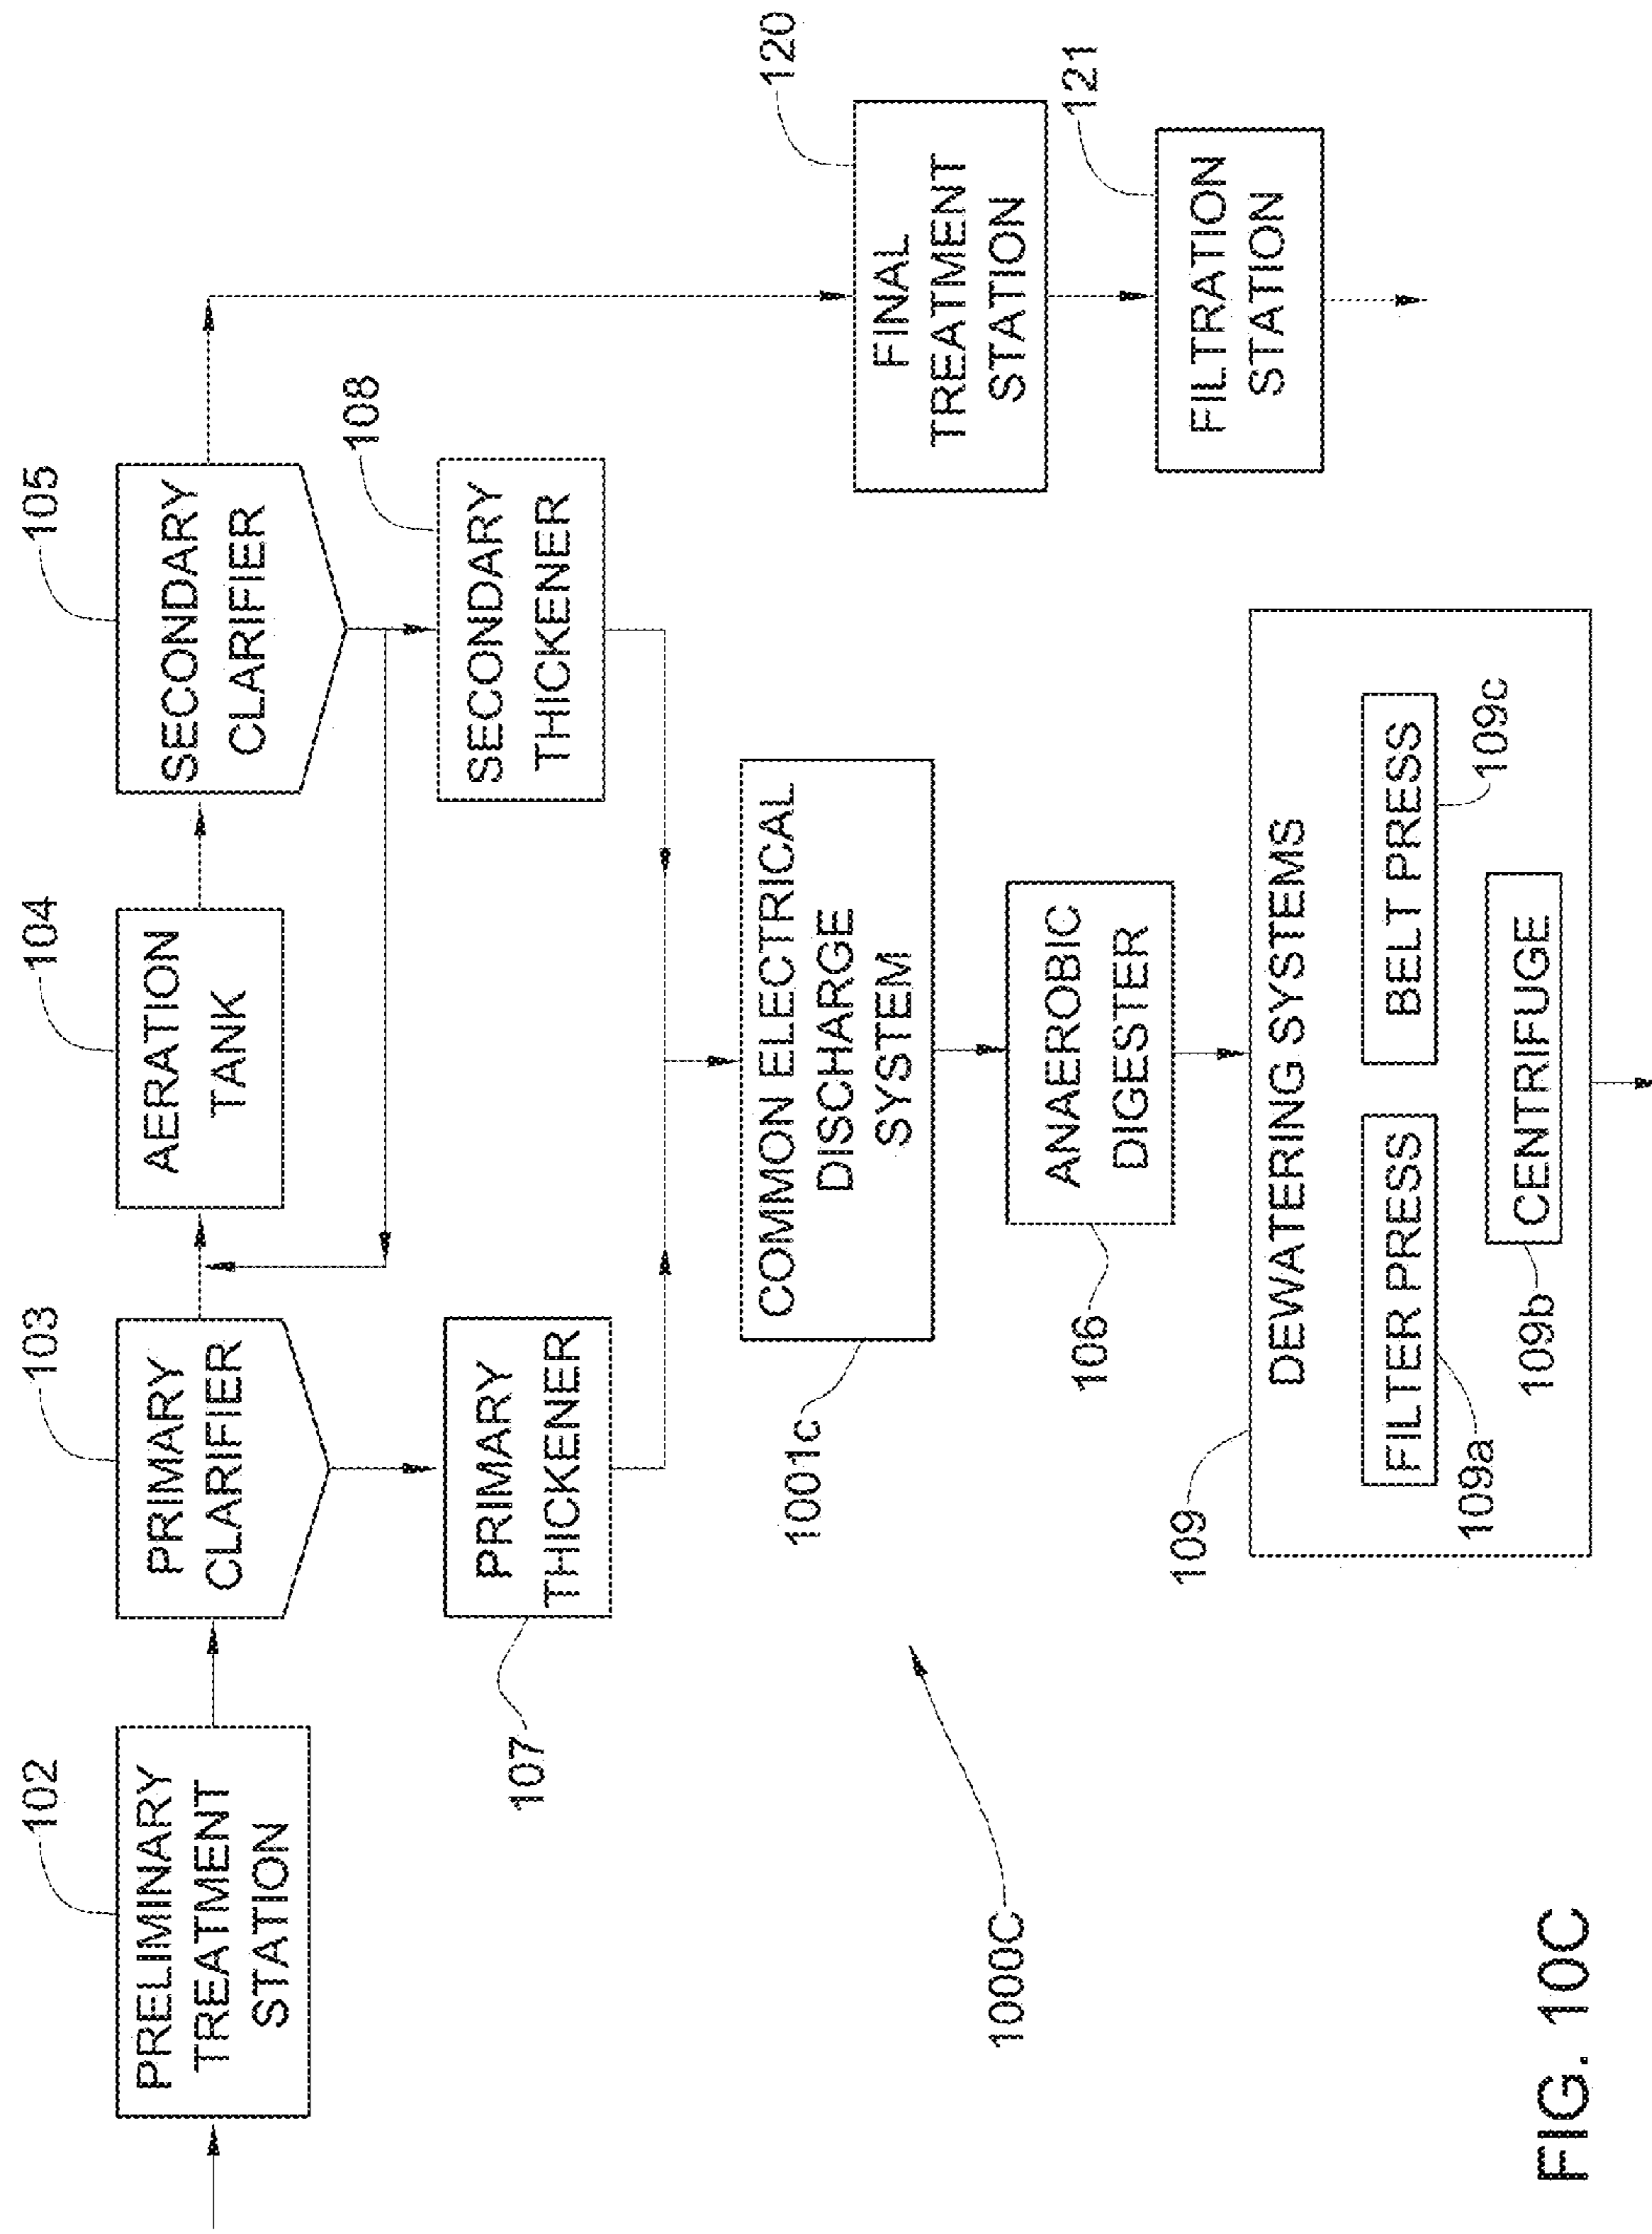 102
PRELIMINARY
TREATMENT
STATION
103
PRIMARY
CLARIFIER
104
AERATION
TANK
105
SECONDARY
CLARIFIER
107
PRIMARY
THICKENER
108
SECONDARY
THICKENER
1001c
COMMON ELECTRICAL
DISCHARGE
SYSTEM
120
FINAL
TREATMENT
STATION
106
ANAEROBIC
DIGESTER
121
FILTRATION
STATION
1000C
109
DEWATERING SYSTEMS
FILTER PRESS
109a
BELT PRESS
109c
CENTRIFUGE
109b
FIG. 10C